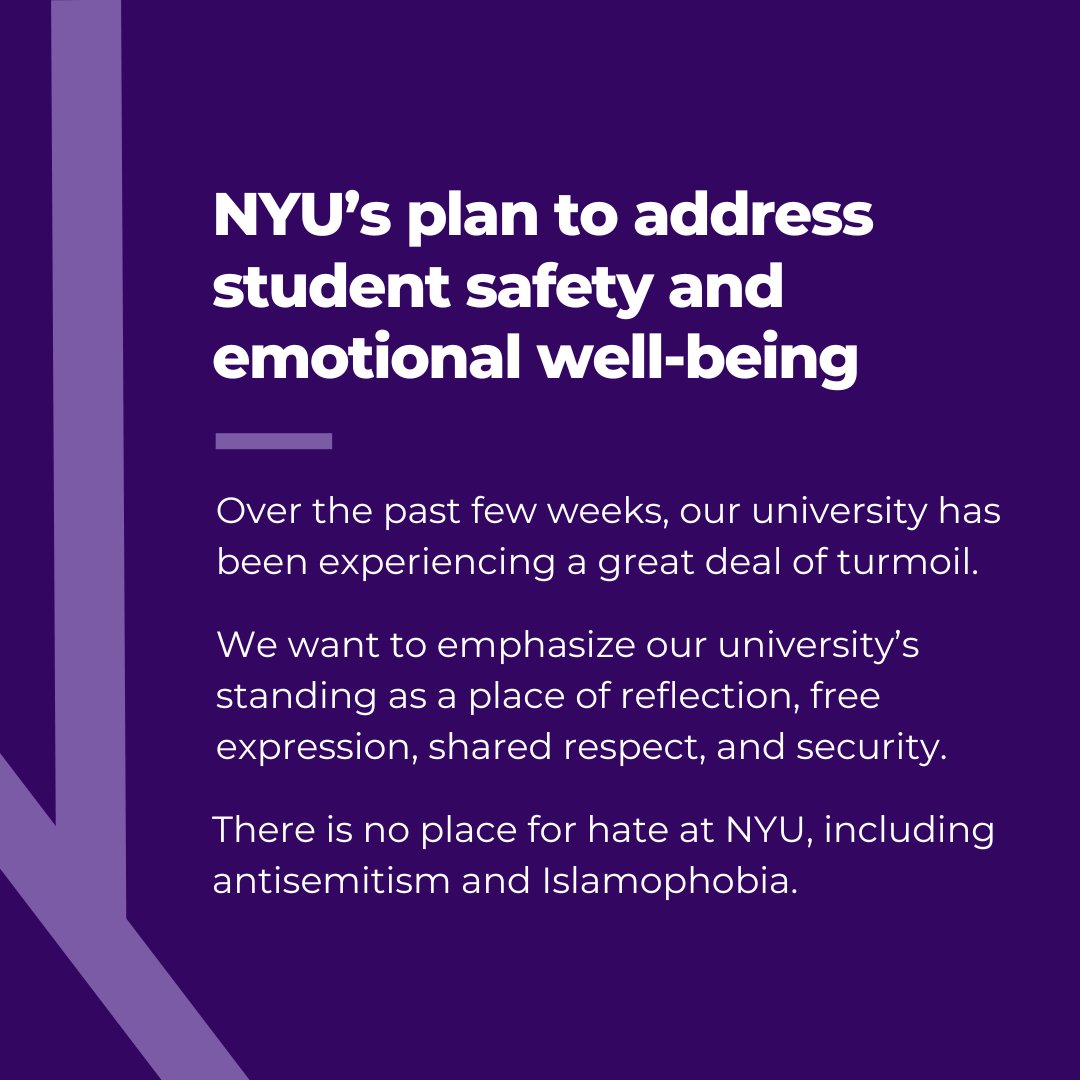 NYU’s plan to address
student safety and
emotional well-being
Over the past few weeks, our university has
been experiencing a great deal of turmoil.
We want to emphasize our university’s
standing as a place of reflection, free
expression, shared respect, and security.
There is no place for hate at NYU, including
antisemitism and Islamophobia.